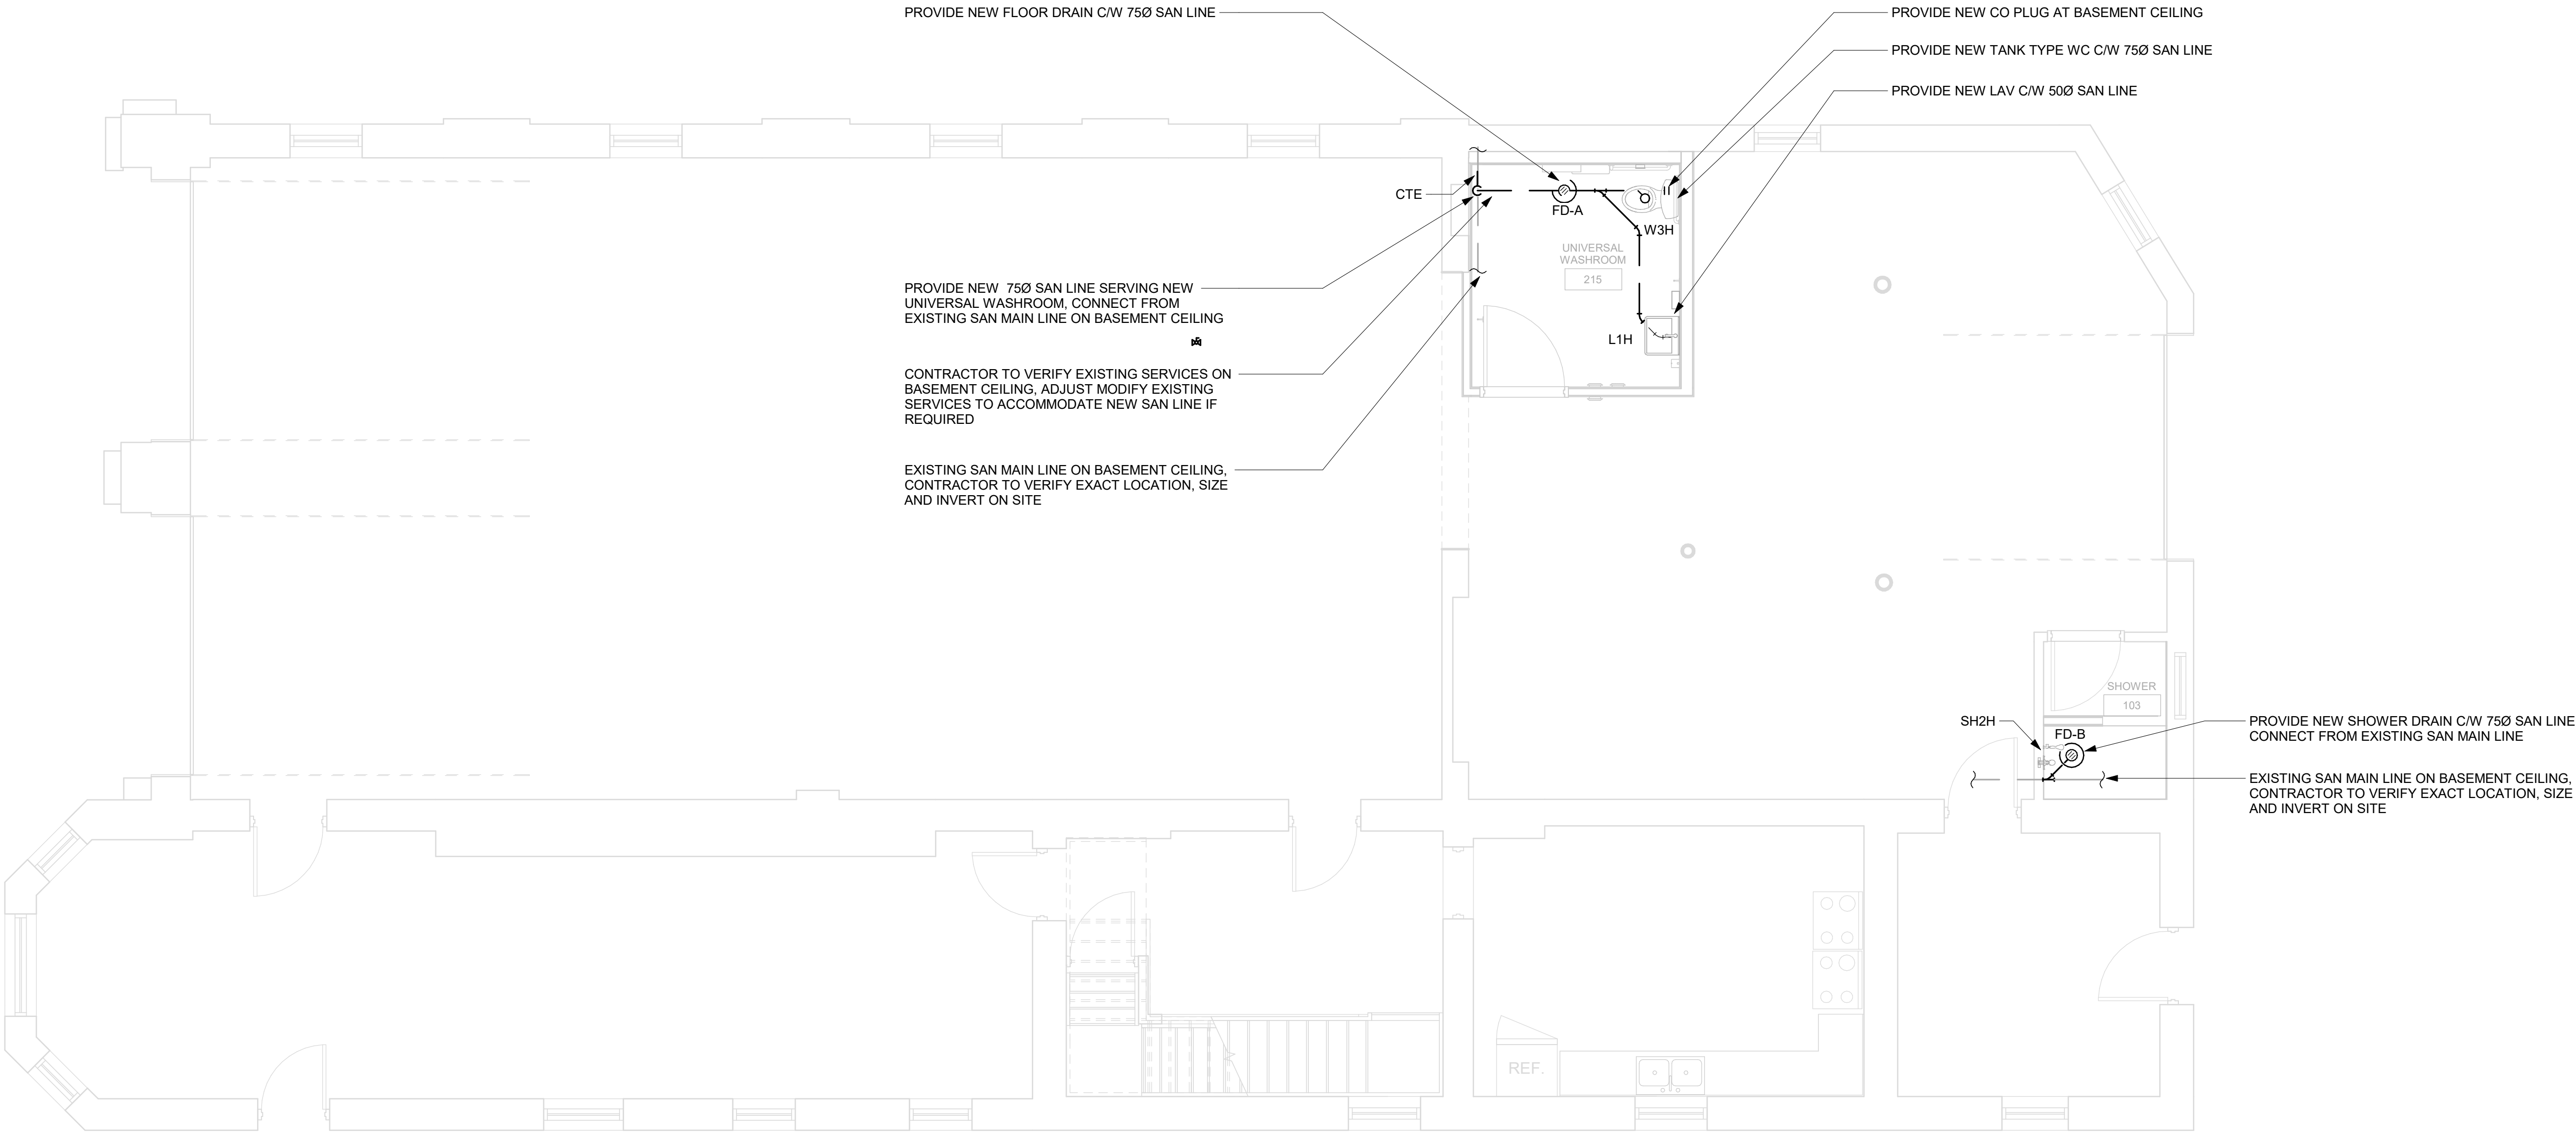 PROVIDE NEW FLOOR DRAIN C/W 75Ø SAN LINE
PROVIDE NEW CO PLUG AT BASEMENT CEILING
PROVIDE NEW TANK TYPE WC C/W 75Ø SAN LINE
PROVIDE NEW LAV C/W 50Ø SAN LINE
CTE
FD-A
W3H
UNIVERSAL
WASHROOM
215
L1H
PROVIDE NEW  75Ø SAN LINE SERVING NEW
UNIVERSAL WASHROOM, CONNECT FROM
EXISTING SAN MAIN LINE ON BASEMENT CEILING
CONTRACTOR TO VERIFY EXISTING SERVICES ON
BASEMENT CEILING, ADJUST MODIFY EXISTING
SERVICES TO ACCOMMODATE NEW SAN LINE IF
REQUIRED
EXISTING SAN MAIN LINE ON BASEMENT CEILING,
CONTRACTOR TO VERIFY EXACT LOCATION, SIZE
AND INVERT ON SITE
SHOWER
103
SH2H
FD-B
PROVIDE NEW SHOWER DRAIN C/W 75Ø SAN LINE
CONNECT FROM EXISTING SAN MAIN LINE
EXISTING SAN MAIN LINE ON BASEMENT CEILING,
CONTRACTOR TO VERIFY EXACT LOCATION, SIZE
AND INVERT ON SITE
REF.